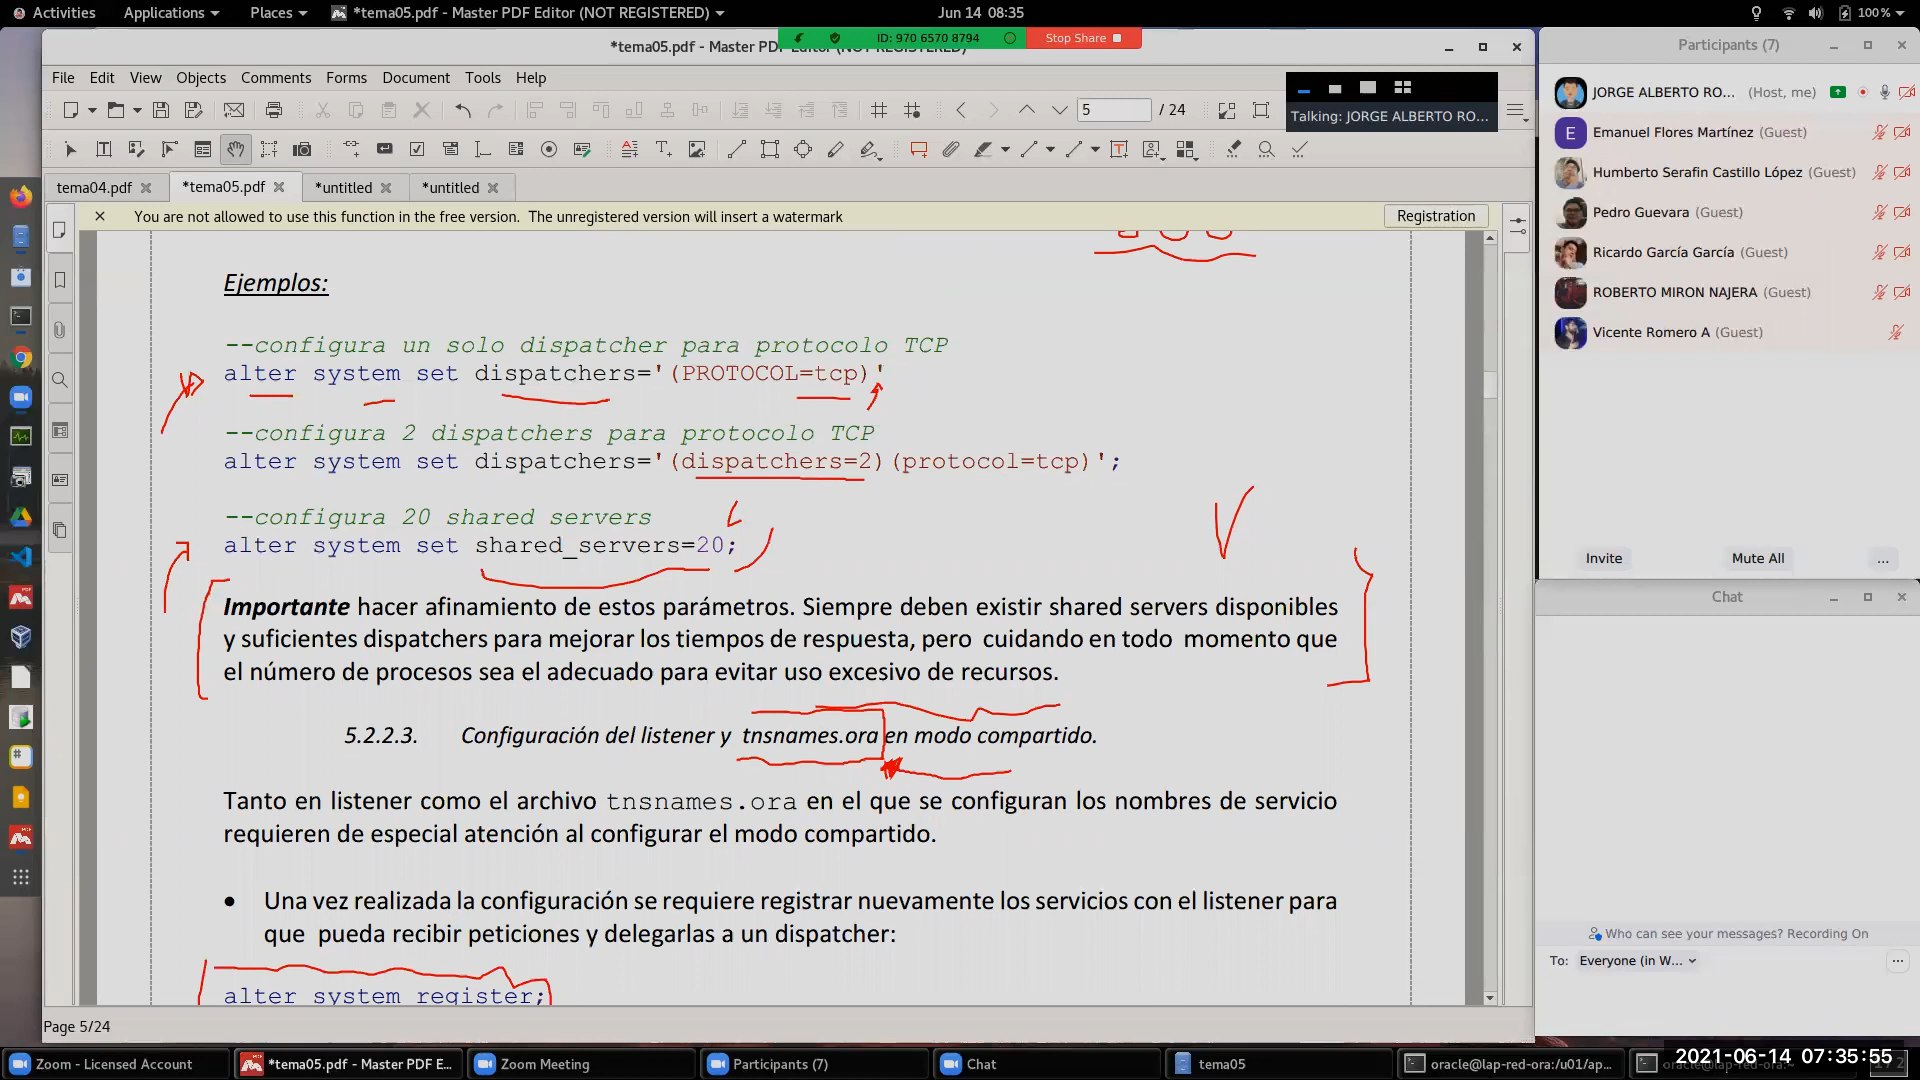 Activities
Applications
Places
*tema05.pdf - Master PDF Editor (NOT REGISTERED)
Jun 14 08:35
100%
*tema05.pdf - Master PDF Editor (NOT REGISTERED)
ID: 970 6570 8794
Stop Share
File Edit View Objects Comments Forms Document Tools Help
5 / 24
Talking: JORGE ALBERTO RO...
tema04.pdf
*tema05.pdf
*untitled
*untitled
You are not allowed to use this function in the free version. The unregistered version will insert a watermark
Registration
Ejemplos:
--configura un solo dispatcher para protocolo TCP
alter system set dispatchers='(PROTOCOL=tcp)'
--configura 2 dispatchers para protocolo TCP
alter system set dispatchers='(dispatchers=2)(protocol=tcp)';
--configura 20 shared servers
alter system set shared_servers=20;
Importante hacer afinamiento de estos parámetros. Siempre deben existir shared servers disponibles
y suficientes dispatchers para mejorar los tiempos de respuesta, pero cuidando en todo momento que
el número de procesos sea el adecuado para evitar uso excesivo de recursos.
5.2.2.3. Configuración del listener y tnsnames.ora en modo compartido.
Tanto en listener como el archivo tnsnames.ora en el que se configuran los nombres de servicio
requieren de especial atención al configurar el modo compartido.
• Una vez realizada la configuración se requiere registrar nuevamente los servicios con el listener para
que pueda recibir peticiones y delegarlas a un dispatcher:
alter system register;
Page 5/24
Participants (7)
JORGE ALBERTO RO... (Host, me)
E
Emanuel Flores Martínez (Guest)
Humberto Serafin Castillo López (Guest)
Pedro Guevara (Guest)
Ricardo García García (Guest)
ROBERTO MIRON NAJERA (Guest)
Vicente Romero A (Guest)
Invite
Mute All
...
Chat
Who can see your messages? Recording On
To: Everyone (in W...
Zoom - Licensed Account
*tema05.pdf - Master PDF E...
Zoom Meeting
Participants (7)
Chat
tema05
oracle@lap-red-ora:/u01/ap...
oracle@lap-red-ora:~
2021-06-14 07:35:55